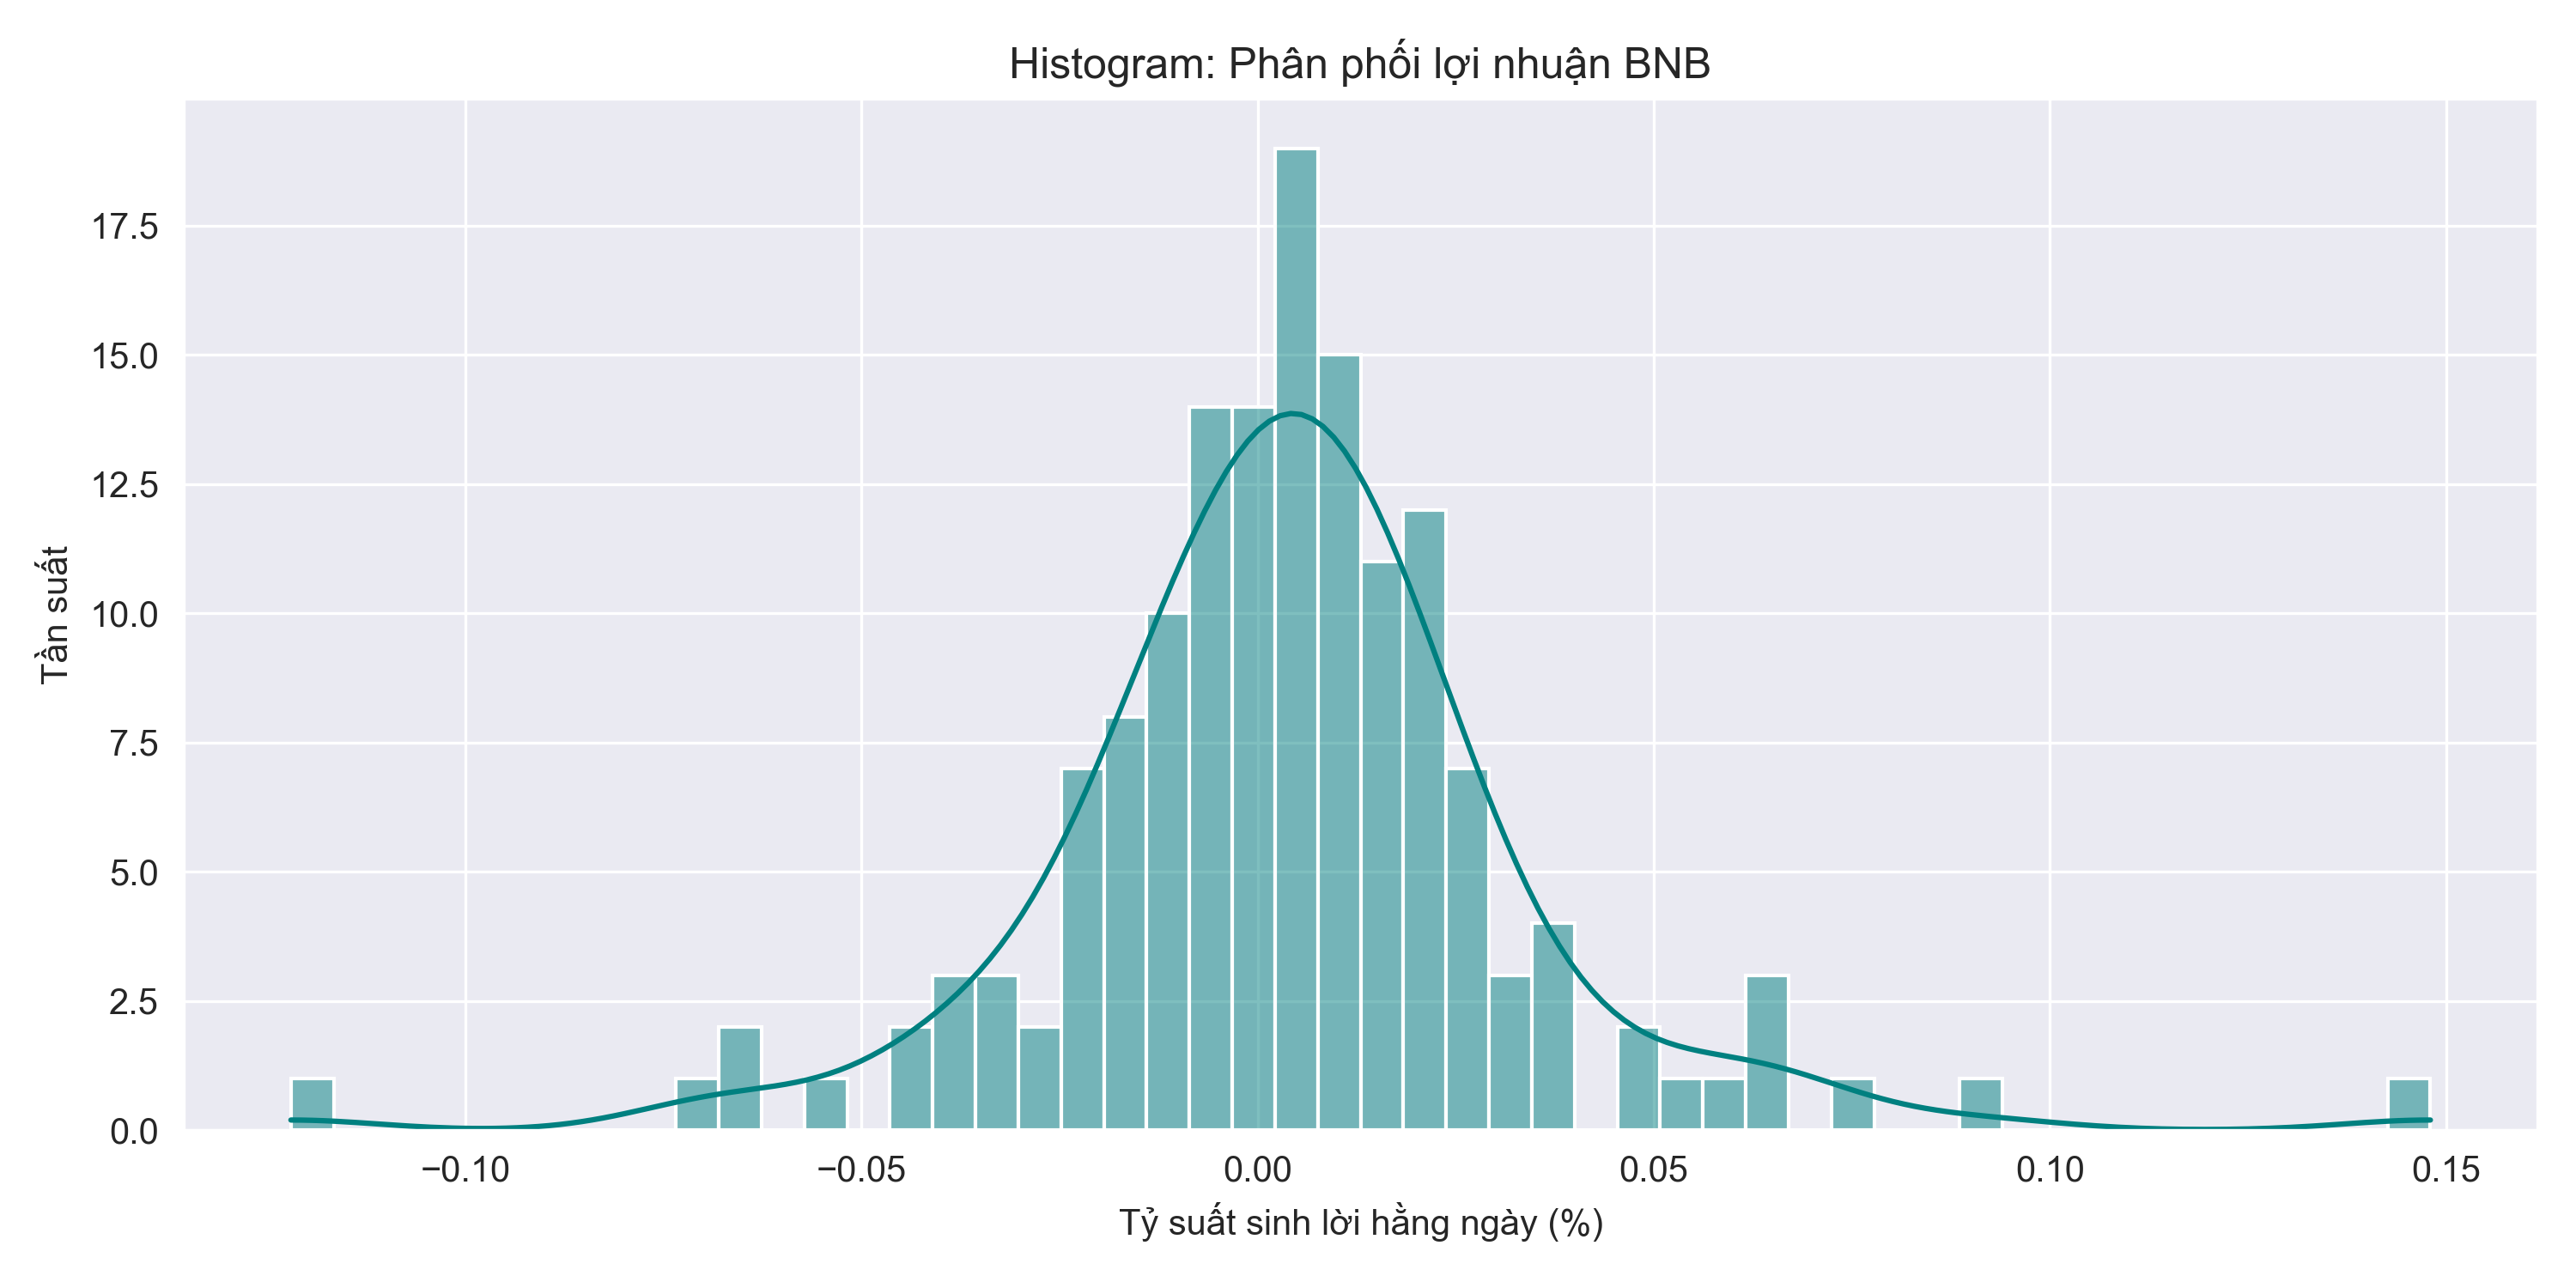 Histogram: Phân phối lợi nhuận BNB
17.5
15.0
12.5
10.0
7.5
5.0
2.5
0.0
Tần suất
−0.10 −0.05 0.00 0.05 0.10 0.15
Tỷ suất sinh lời hằng ngày (%)